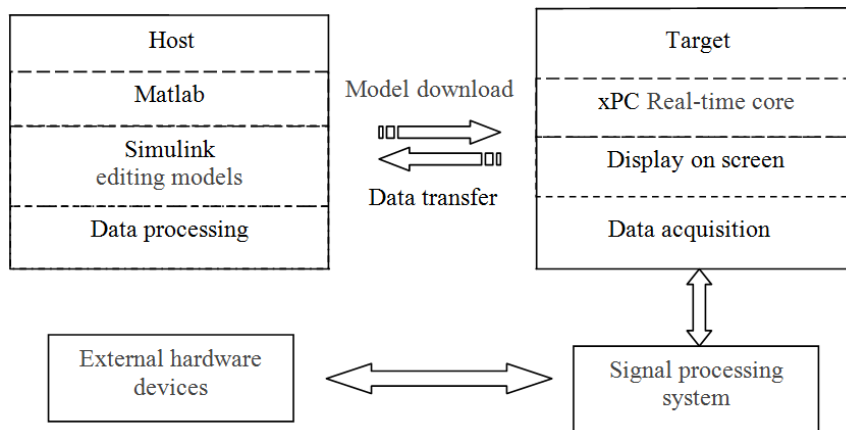 Host
Matlab
Simulink
editing models
Data processing
Model download
Data transfer
Target
xPC Real-time core
Display on screen
Data acquisition
External hardware
devices
Signal processing
system